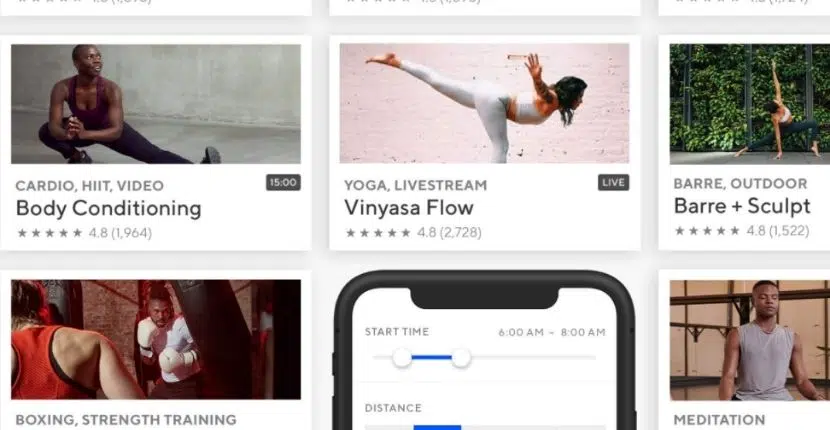 CARDIO, HIIT, VIDEO
15:00
Body Conditioning
★★★★★ 4.8 (1,964)
YOGA, LIVESTREAM
LIVE
Vinyasa Flow
★★★★★ 4.8 (2,728)
BARRE, OUTDOOR
Barre + Sculpt
★★★★★ 4.8 (1,522)
BOXING, STRENGTH TRAINING
START TIME
6:00 AM ~ 8:00 AM
DISTANCE
MEDITATION